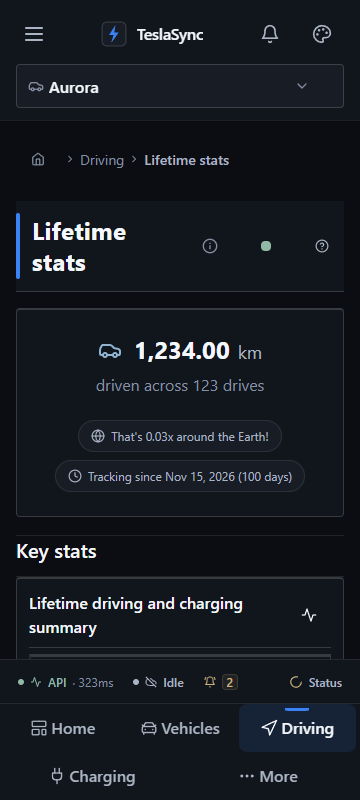 TeslaSync
Aurora
Driving
Lifetime stats
Lifetime
stats
1,234.00 km
driven across 123 drives
That's 0.03x around the Earth!
Tracking since Nov 15, 2026 (100 days)
Key stats
Lifetime driving and charging
summary
API · 323ms
Idle
2
Status
Home
Vehicles
Driving
Charging
More